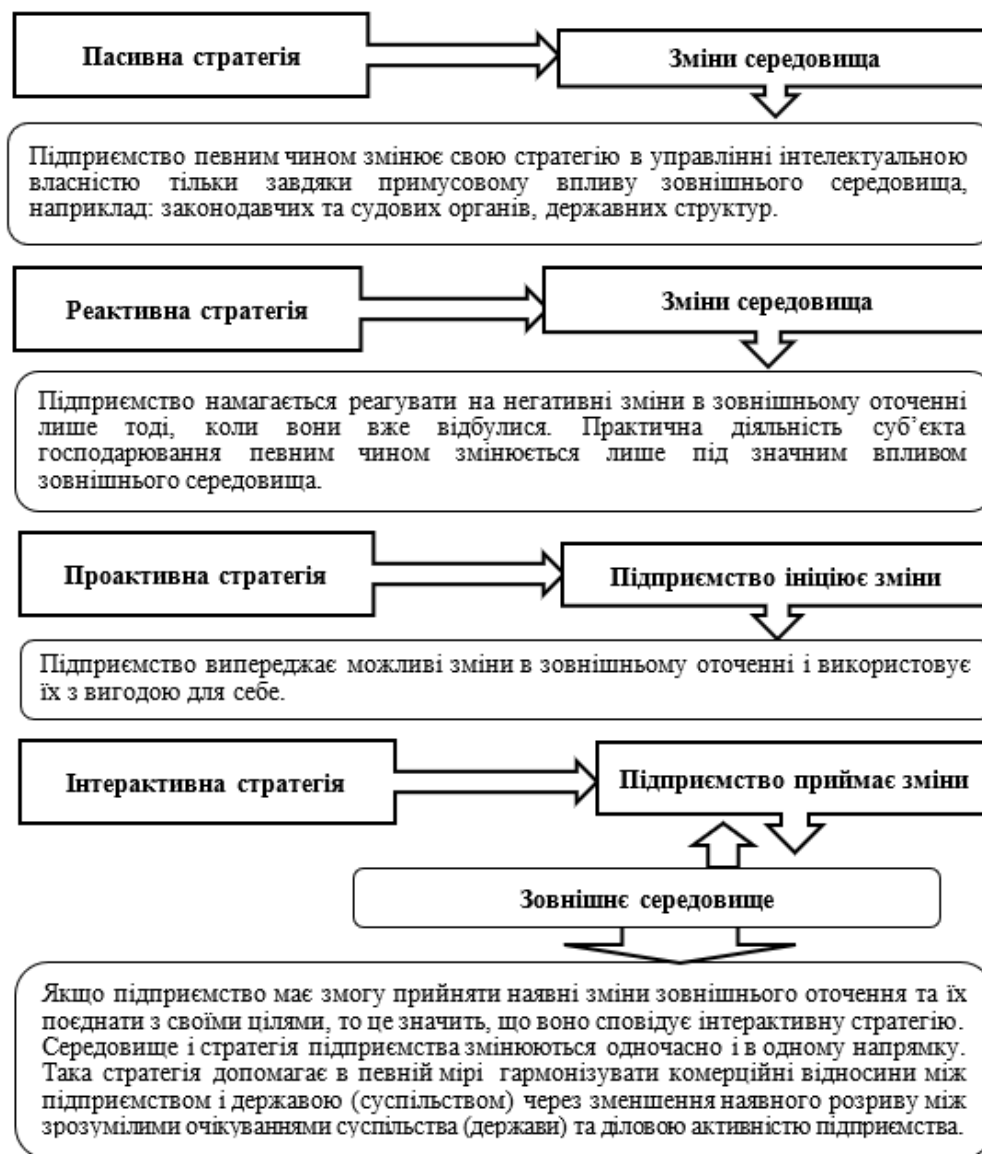 Пасивна стратегія
Зміни середовища
Підприємство певним чином змінює свою стратегію в управлінні інтелектуальною
власністю тільки завдяки примусовому впливу зовнішнього середовища,
наприклад: законодавчих та судових органів, державних структур.
Реактивна стратегія
Зміни середовища
Підприємство намагається реагувати на негативні зміни в зовнішньому оточенні
лише тоді, коли вони вже відбулися. Практична діяльність суб’єкта
господарювання певним чином змінюється лише під значним впливом
зовнішнього середовища.
Проактивна стратегія
Підприємство ініціює зміни
Підприємство випереджає можливі зміни в зовнішньому оточенні і використовує
їх з вигодою для себе.
Інтерактивна стратегія
Підприємство приймає зміни
Зовнішнє середовище
Якщо підприємство має змогу прийняти наявні зміни зовнішнього оточення та їх
поєднати з своїми цілями, то це значить, що воно сповідує інтерактивну стратегію.
Середовище і стратегія підприємства змінюються одночасно і в одному напрямку.
Така стратегія допомагає в певній мірі гармонізувати комерційні відносини між
підприємством і державою (суспільством) через зменшення наявного розриву між
зрозумілими очікуваннями суспільства (держави) та діловою активністю підприємства.